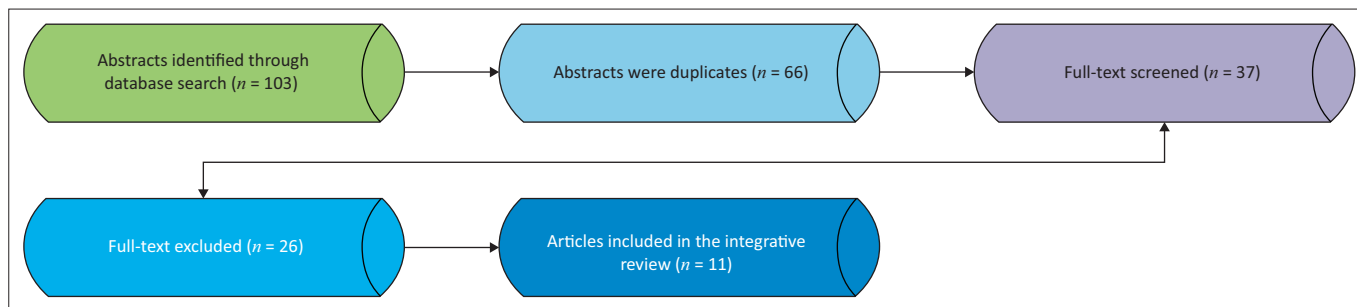 Abstracts identified through
database search (n = 103)
Abstracts were duplicates (n = 66)
Full-text screened (n = 37)
Full-text excluded (n = 26)
Articles included in the integrative
review (n = 11)